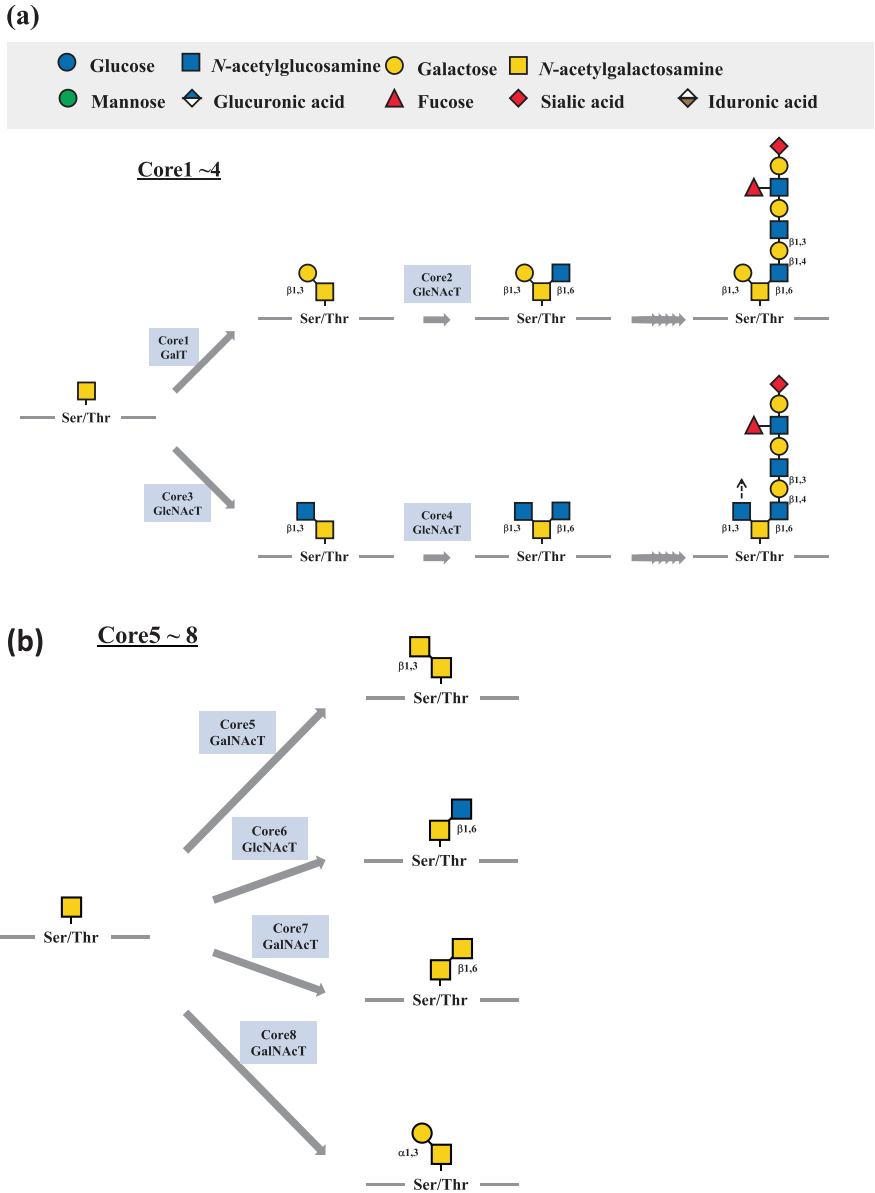 (a)
Glucose
N-acetylglucosamine
Galactose
N-acetylgalactosamine
Mannose
Glucuronic acid
Fucose
Sialic acid
Iduronic acid
Core1 ~4
Ser/Thr
Core1
GalT
β1,3
Ser/Thr
Core2
GlcNAcT
β1,3
β1,6
Ser/Thr
β1,3
β1,4
β1,3
β1,6
Ser/Thr
Core3
GlcNAcT
β1,3
Ser/Thr
Core4
GlcNAcT
β1,3
β1,6
Ser/Thr
β1,3
β1,4
β1,3
β1,6
Ser/Thr
(b)
Core5 ~ 8
Ser/Thr
Core5
GalNAcT
β1,3
Ser/Thr
Core6
GlcNAcT
β1,6
Ser/Thr
Core7
GalNAcT
β1,6
Ser/Thr
Core8
GalNAcT
α1,3
Ser/Thr